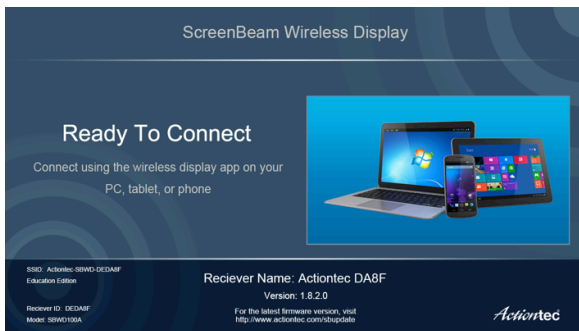 ScreenBeam Wireless Display
Ready To Connect
Connect using the wireless display app on your
PC, tablet, or phone
SSID: Actiontec-SBWD-DEDA8F
Education Edition
Reciever ID: DEDA8F
Model: SBWD100A
Reciever Name: Actiontec DA8F
Version: 1.8.2.0
For the latest firmware version, visit
http://www.actiontec.com/sbupdate
Actiontec